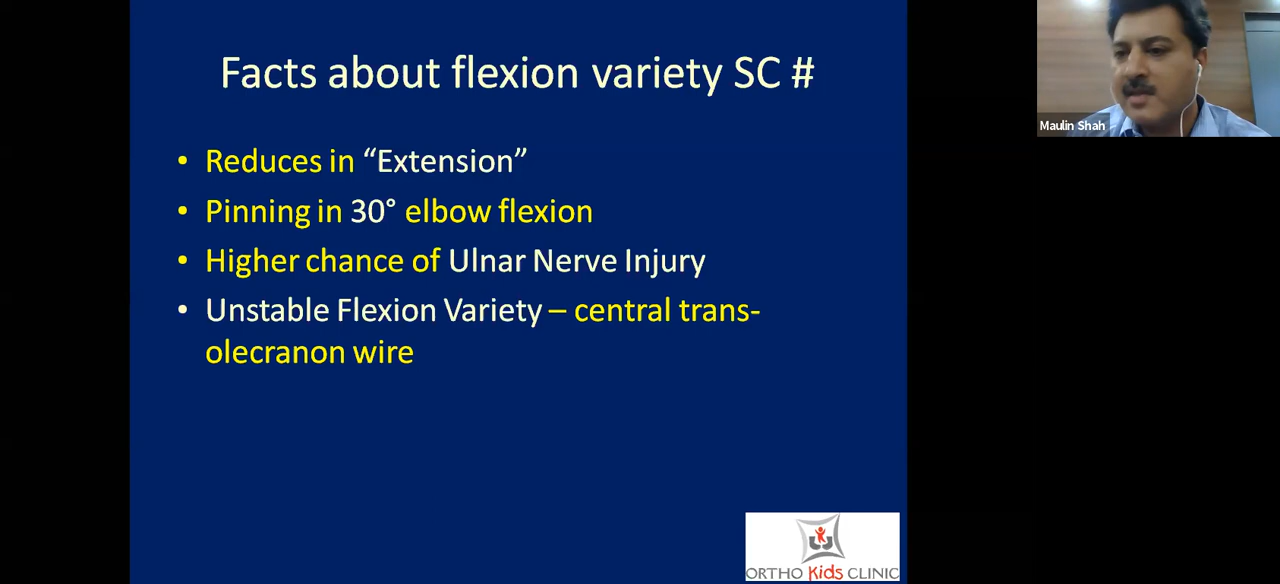 Facts about flexion variety SC #
• Reduces in “Extension”
• Pinning in 30° elbow flexion
• Higher chance of Ulnar Nerve Injury
• Unstable Flexion Variety – central trans-
olecranon wire
Maulin Shah
ORTHO Kids CLINIC